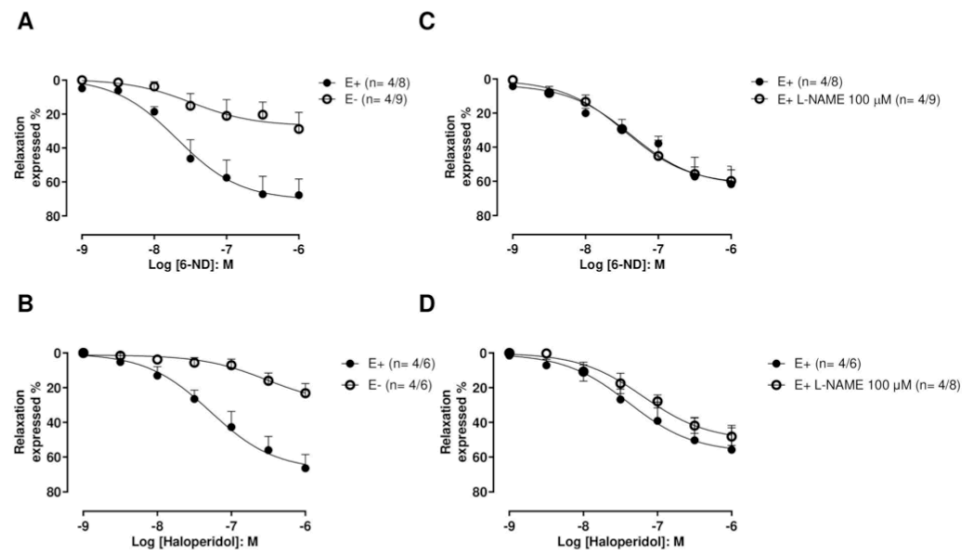 A
0
20
40
60
80
Relaxation
expressed %
-9
-8
-7
-6
Log [6-ND]: M
E+ (n= 4/8)
E- (n= 4/9)
C
0
20
40
60
80
Relaxation
expressed %
-9
-8
-7
-6
Log [6-ND]: M
E+ (n= 4/8)
E+ L-NAME 100 µM (n= 4/9)
B
0
20
40
60
80
Relaxation
expressed %
-9
-8
-7
-6
Log [Haloperidol]: M
E+ (n= 4/6)
E- (n= 4/6)
D
0
20
40
60
80
Relaxation
expressed %
-9
-8
-7
-6
Log [Haloperidol]: M
E+ (n= 4/6)
E+ L-NAME 100 µM (n= 4/8)